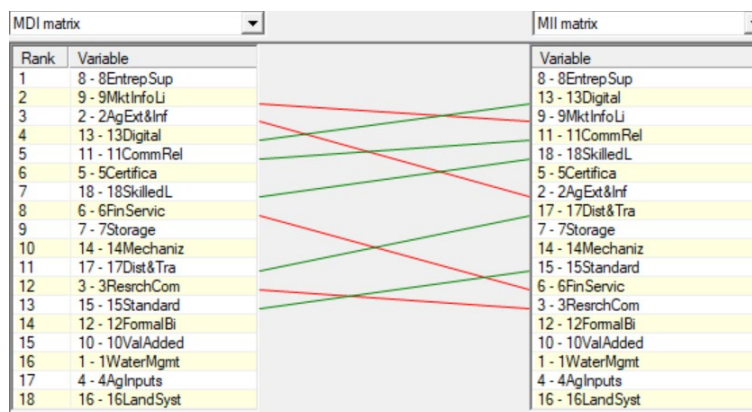 MDI matrix MII matrix
Rank Variable Variable
1 8 - 8EntrepSup 8 - 8EntrepSup
2 9 - 9MktInfoLi 13 - 13Digital
3 2 - 2AgExt&Inf 9 - 9MktInfoLi
4 13 - 13Digital 11 - 11CommRel
5 11 - 11CommRel 18 - 18SkilledL
6 5 - 5Certifica 5 - 5Certifica
7 18 - 18SkilledL 2 - 2AgExt&Inf
8 6 - 6FinServic 17 - 17Dist&Tra
9 7 - 7Storage 7 - 7Storage
10 14 - 14Mechaniz 14 - 14Mechaniz
11 17 - 17Dist&Tra 15 - 15Standard
12 3 - 3ResrchCom 6 - 6FinServic
13 15 - 15Standard 3 - 3ResrchCom
14 12 - 12FormalBi 12 - 12FormalBi
15 10 - 10ValAdded 10 - 10ValAdded
16 1 - 1WaterMgmt 1 - 1WaterMgmt
17 4 - 4AgInputs 4 - 4AgInputs
18 16 - 16LandSyst 16 - 16LandSyst